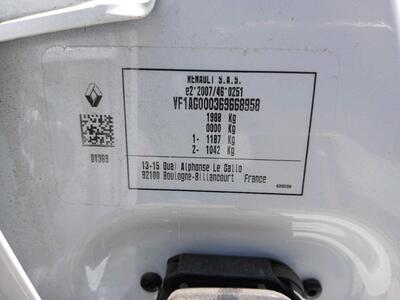 RENAULT S.A.S.
e2*2007/46*0251
VF1AG000369668958
1988 Kg
0000 Kg
1- 1187 Kg
2- 1042 Kg
0Y369
13-15 Quai Alphonse Le Gallo
92100 Boulogne-Billancourt France